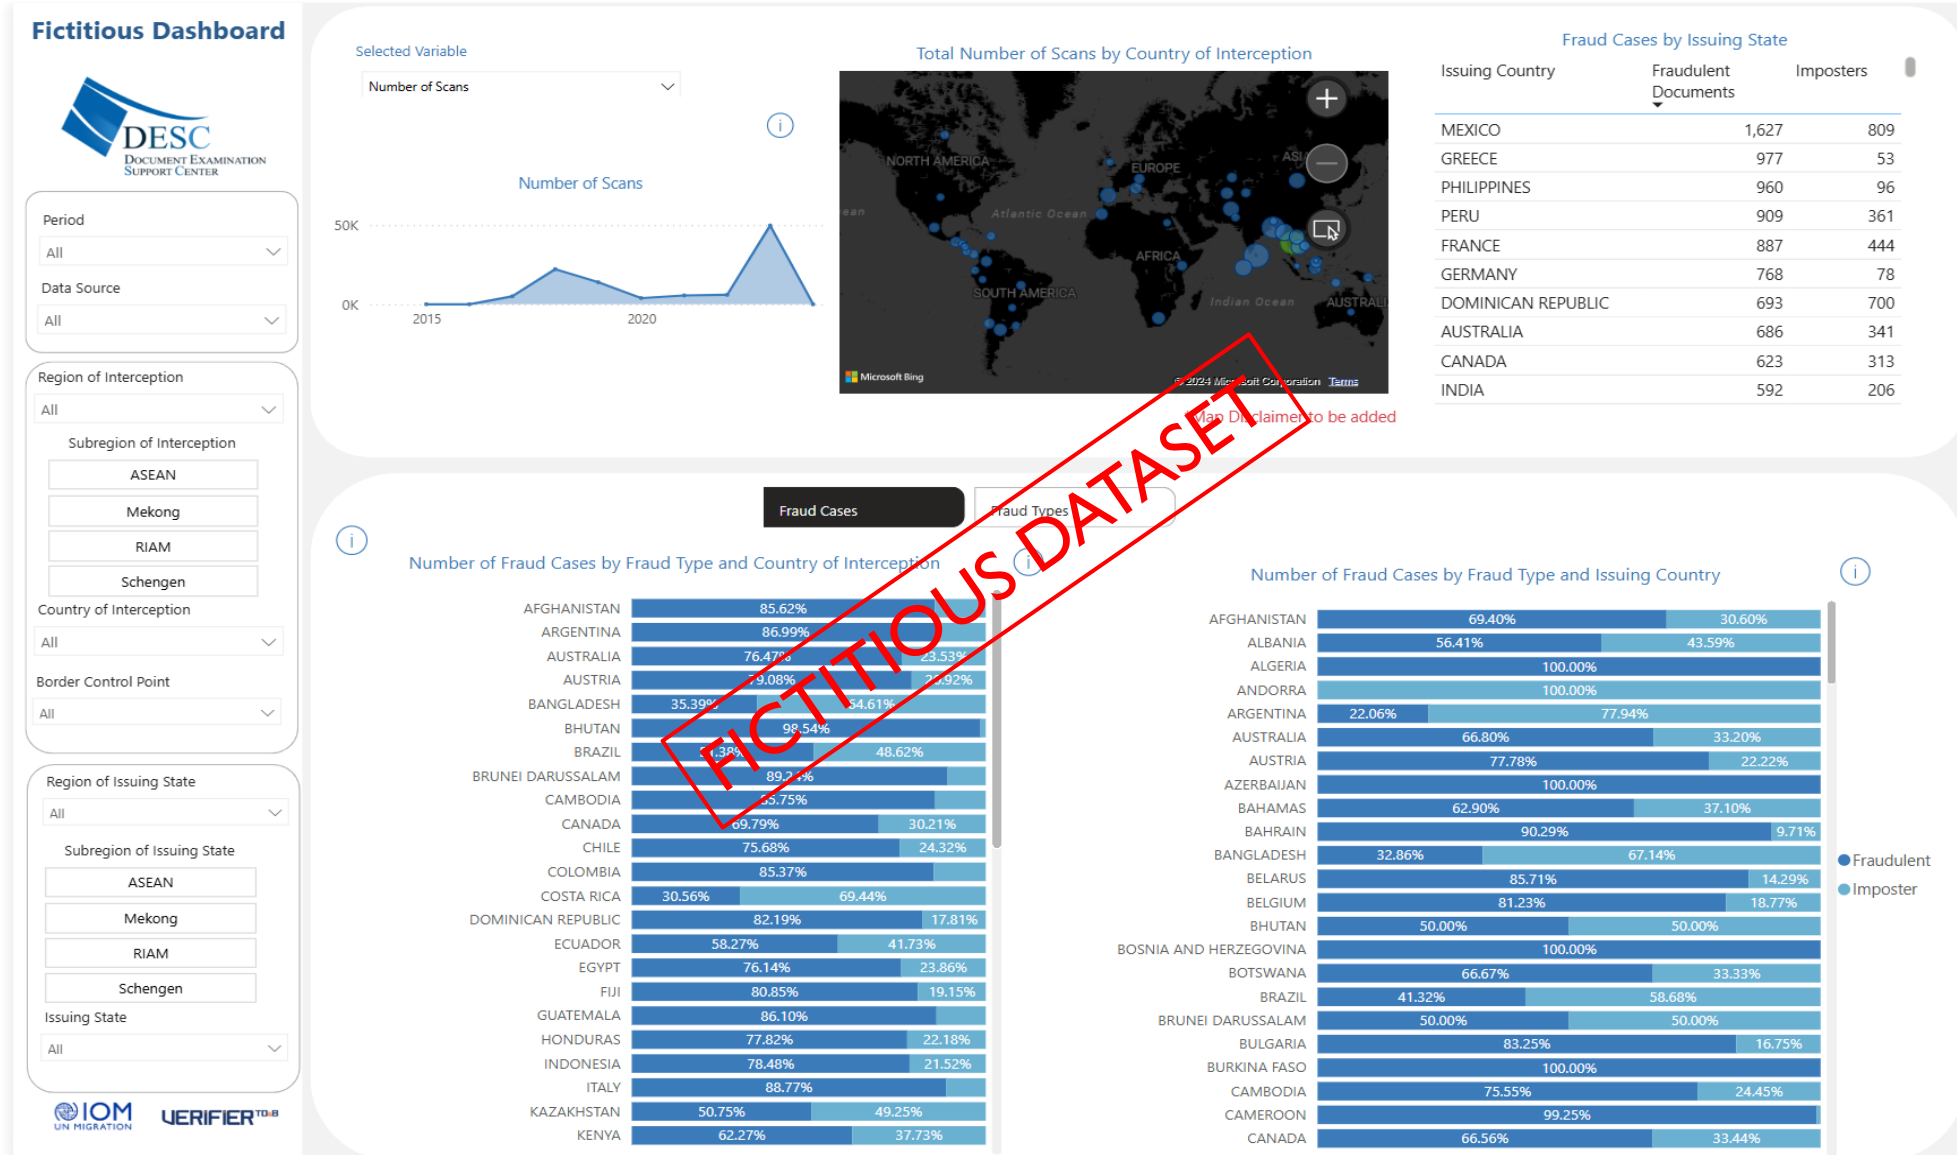 Fictitious Dashboard
DESC
DOCUMENT EXAMINATION
SUPPORT CENTER
Period
All
Data Source
All
Region of Interception
All
Subregion of Interception
ASEAN
Mekong
RIAM
Schengen
Country of Interception
All
Border Control Point
All
Region of Issuing State
All
Subregion of Issuing State
ASEAN
Mekong
RIAM
Schengen
Issuing State
All
IOM
UN MIGRATION
VERIFIER TD&B
Selected Variable
Number of Scans
i
Number of Scans
50K
0K
2015 2020
Total Number of Scans by Country of Interception
NORTH AMERICA
EUROPE
Atlantic Ocean
AFRICA
SOUTH AMERICA
Indian Ocean
Microsoft Bing
© 2024 Microsoft Corporation Terms
*Map Disclaimer to be added
Fraud Cases by Issuing State
Issuing Country Fraudulent Documents Imposters
MEXICO 1,627 809
GREECE 977 53
PHILIPPINES 960 96
PERU 909 361
FRANCE 887 444
GERMANY 768 78
DOMINICAN REPUBLIC 693 700
AUSTRALIA 686 341
CANADA 623 313
INDIA 592 206
FICTITIOUS DATASET
Fraud Cases
Fraud Types
i
Number of Fraud Cases by Fraud Type and Country of Interception
i
AFGHANISTAN 85.62%
ARGENTINA 86.99%
AUSTRALIA 76.47% 23.53%
AUSTRIA 79.08% 20.92%
BANGLADESH 35.39% 64.61%
BHUTAN 98.54%
BRAZIL 51.38% 48.62%
BRUNEI DARUSSALAM 89.24%
CAMBODIA 85.75%
CANADA 69.79% 30.21%
CHILE 75.68% 24.32%
COLOMBIA 85.37%
COSTA RICA 30.56% 69.44%
DOMINICAN REPUBLIC 82.19% 17.81%
ECUADOR 58.27% 41.73%
EGYPT 76.14% 23.86%
FIJI 80.85% 19.15%
GUATEMALA 86.10%
HONDURAS 77.82% 22.18%
INDONESIA 78.48% 21.52%
ITALY 88.77%
KAZAKHSTAN 50.75% 49.25%
KENYA 62.27% 37.73%
Number of Fraud Cases by Fraud Type and Issuing Country
i
AFGHANISTAN 69.40% 30.60%
ALBANIA 56.41% 43.59%
ALGERIA 100.00%
ANDORRA 100.00%
ARGENTINA 22.06% 77.94%
AUSTRALIA 66.80% 33.20%
AUSTRIA 77.78% 22.22%
AZERBAIJAN 100.00%
BAHAMAS 62.90% 37.10%
BAHRAIN 90.29% 9.71%
BANGLADESH 32.86% 67.14%
BELARUS 85.71% 14.29%
BELGIUM 81.23% 18.77%
BHUTAN 50.00% 50.00%
BOSNIA AND HERZEGOVINA 100.00%
BOTSWANA 66.67% 33.33%
BRAZIL 41.32% 58.68%
BRUNEI DARUSSALAM 50.00% 50.00%
BULGARIA 83.25% 16.75%
BURKINA FASO 100.00%
CAMBODIA 75.55% 24.45%
CAMEROON 99.25%
CANADA 66.56% 33.44%
Fraudulent
Imposter